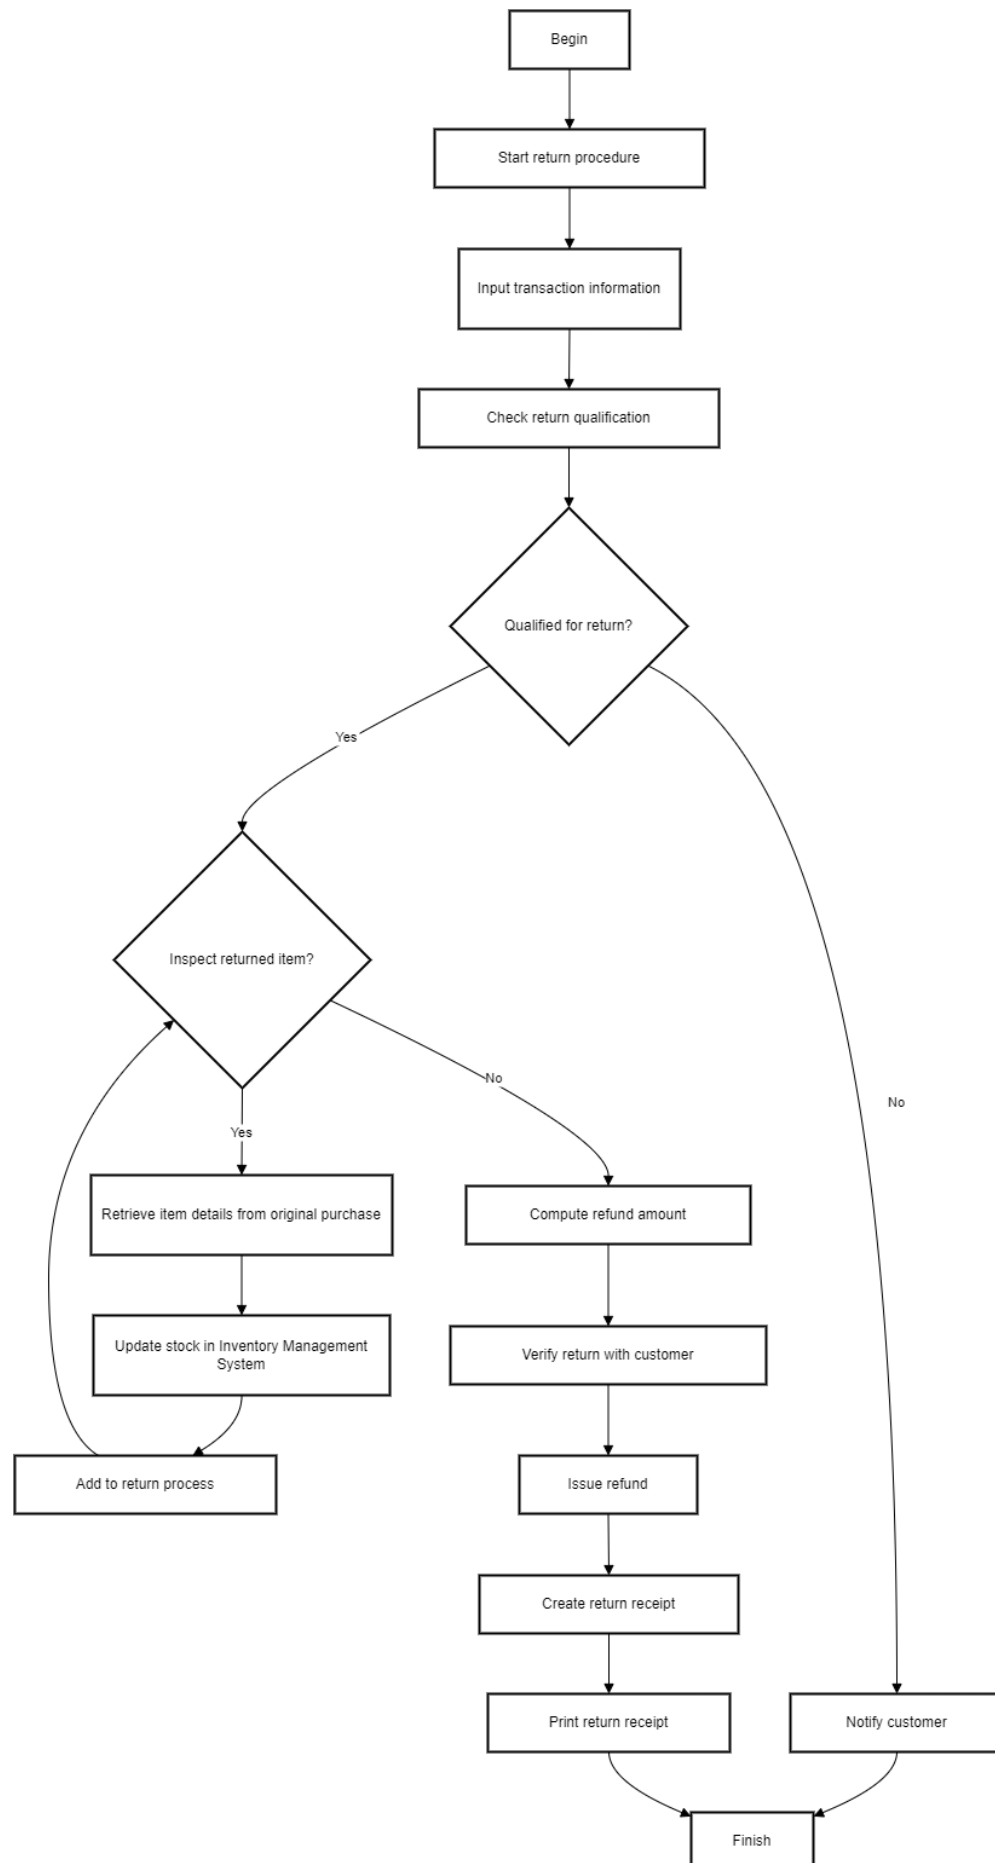 Begin
Start return procedure
Input transaction information
Check return qualification
Qualified for return?
Yes
Inspect returned item?
No
No
Yes
Retrieve item details from original purchase
Compute refund amount
Update stock in Inventory Management
System
Verify return with customer
Add to return process
Issue refund
Create return receipt
Print return receipt
Notify customer
Finish